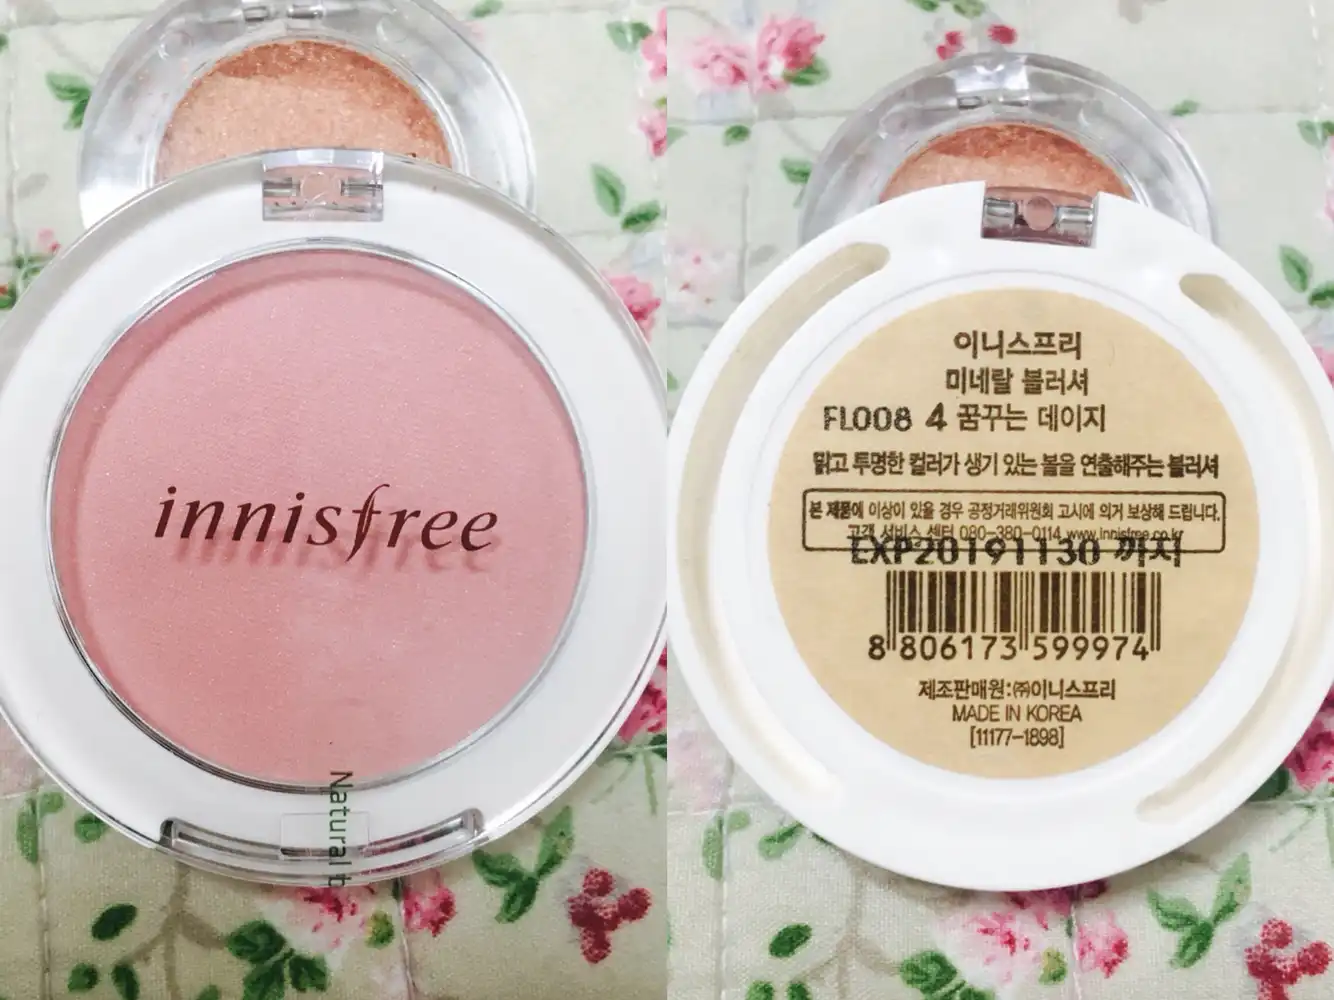 innisfree
Natural b
이니스프리
미네랄 블러셔
FL008 4 꿈꾸는 데이지
맑고 투명한 컬러가 생기 있는 볼을 연출해주는 블러셔
본 제품에 이상이 있을 경우 공정거래위원회 고시에 의거 보상해 드립니다.
고객 서비스 센터 080-380-0114 www.innisfree.co.kr
EXP20191130 까지
8 806173 599974
제조판매원:㈜이니스프리
MADE IN KOREA
[11177-1898]